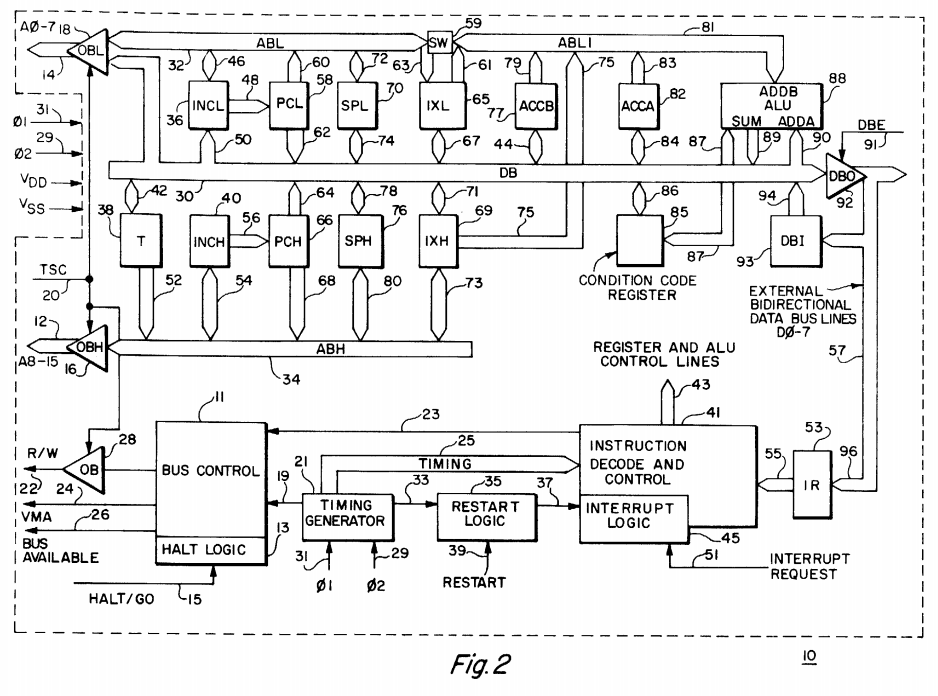 AØ-7 18 59 81
OBL ABL SW ABLI
14 32 46 60 72 63 61 79 75 83
48 58 70 65 82 88
INCL PCL SPL IXL ACCB ACCA ADDB
ALU
36 77
SUM ADDA
31 Ø1
29 Ø2
50 62 74 67 44 84 87 89 90
DBE
91
DB
DBO
VDD
VSS
42 30 64 78 71 86 94 92
38 40 66 76 69 75 85
T INCH 56 PCH SPH IXH DBI
93 87
TSC
20
52 54 68 80 73
CONDITION CODE
REGISTER
EXTERNAL
BIDIRECTIONAL
DATA BUS LINES
DØ-7
12
OBH
A8-15 16
ABH
34
57
REGISTER AND ALU
CONTROL LINES
43
11 23 41
R/W OB 28
BUS CONTROL
25
TIMING
INSTRUCTION
DECODE AND
CONTROL
53
55 IR 96
22 24
VMA
26
BUS
AVAILABLE
21 19
TIMING
GENERATOR
33 35
RESTART
LOGIC
37
INTERRUPT
LOGIC
HALT LOGIC
13
31 29 39 45
51
Ø1 Ø2 RESTART
INTERRUPT
REQUEST
HALT/GO 15
Fig. 2
10